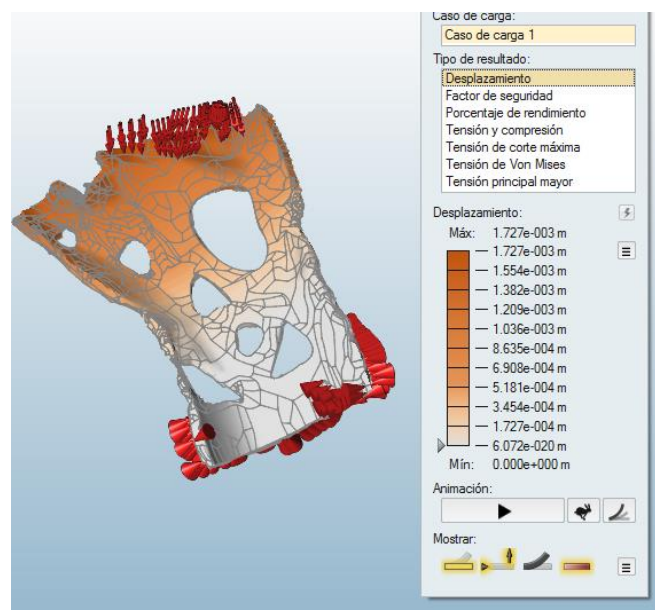 Caso de carga:
Caso de carga 1
Tipo de resultado:
Desplazamiento
Factor de seguridad
Porcentaje de rendimiento
Tensión y compresión
Tensión de corte máxima
Tensión de Von Mises
Tensión principal mayor
Desplazamiento:
Máx: 1.727e-003 m
1.727e-003 m
1.554e-003 m
1.382e-003 m
1.209e-003 m
1.036e-003 m
8.635e-004 m
6.908e-004 m
5.181e-004 m
3.454e-004 m
1.727e-004 m
6.072e-020 m
Mín: 0.000e+000 m
Animación:
Mostrar: